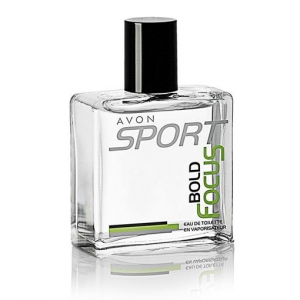 AVON
SPORT
BOLD
FOCUS
EAU DE TOILETTE
EN VAPORISATEUR